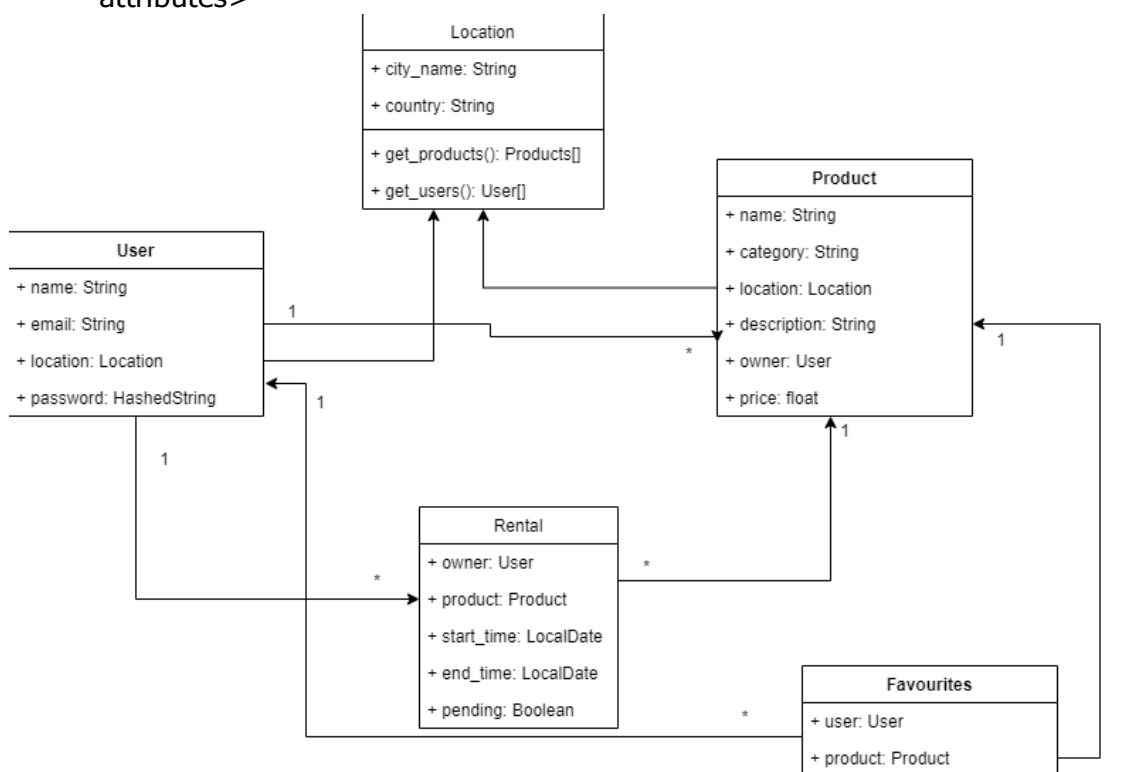 attributes>
Location
+ city_name: String
+ country: String
+ get_products(): Products[]
+ get_users(): User[]
Product
+ name: String
+ category: String
+ location: Location
+ description: String
+ owner: User
+ price: float
User
+ name: String
+ email: String
+ location: Location
+ password: HashedString
1
*
1
1
1
1
*
*
Rental
+ owner: User
+ product: Product
+ start_time: LocalDate
+ end_time: LocalDate
+ pending: Boolean
*
Favourites
+ user: User
+ product: Product